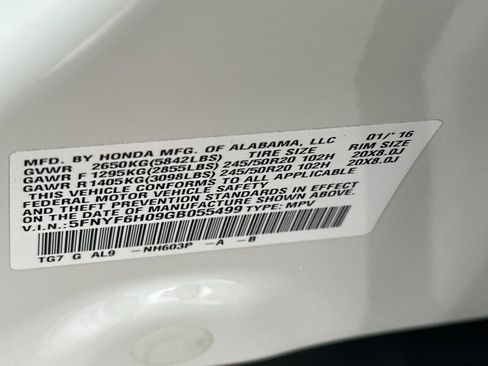 MFD. BY HONDA MFG. OF ALABAMA, LLC 01/'16
GVWR 2650KG(5842LBS) TIRE SIZE RIM SIZE
GAWR F 1295KG(2855LBS) 245/50R20 102H 20X8.0J
GAWR R 1405KG(3098LBS) 245/50R20 102H 20X8.0J
THIS VEHICLE CONFORMS TO ALL APPLICABLE
FEDERAL MOTOR VEHICLE SAFETY STANDARDS IN
EFFECT ON THE DATE OF MANUFACTURE SHOWN ABOVE.
V.I.N.: 5FNYF6H09GB055499 TYPE: MPV
TG7 G AL9 -NH603P -A -B